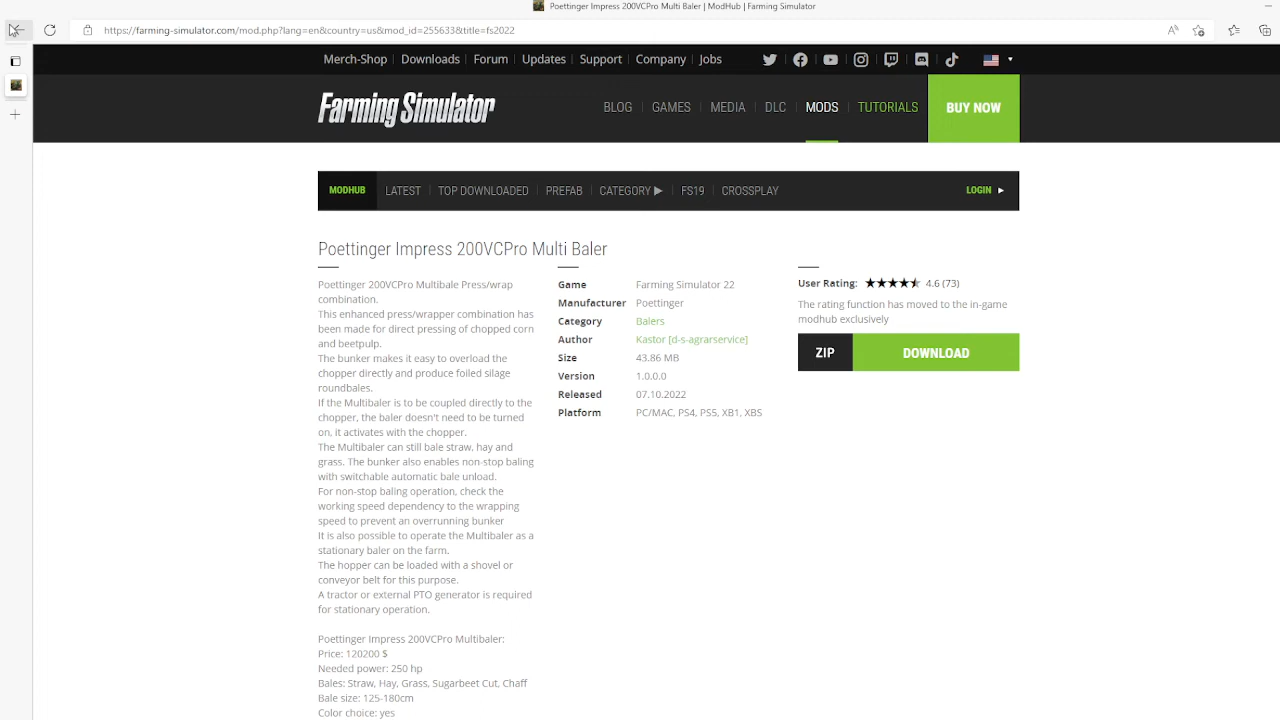 Poettinger Impress 200VCPro Multi Baler | ModHub | Farming Simulator
https://farming-simulator.com/mod.php?lang=en&country=us&mod_id=255633&title=fs2022
Merch-Shop Downloads Forum Updates Support Company Jobs
Farming Simulator BLOG GAMES MEDIA DLC MODS TUTORIALS BUY NOW
MODHUB LATEST TOP DOWNLOADED PREFAB CATEGORY ▶ FS19 CROSSPLAY LOGIN ▶
Poettinger Impress 200VCPro Multi Baler
Poettinger 200VCPro Multibale Press/wrap
combination.
This enhanced press/wrapper combination has
been made for direct pressing of chopped corn
and beetpulp.
The bunker makes it easy to overload the
chopper directly and produce foiled silage
roundbales.
If the Multibaler is to be coupled directly to the
chopper, the baler doesn't need to be turned
on, it activates with the chopper.
The Multibaler can still bale straw, hay and
grass. The bunker also enables non-stop baling
with switchable automatic bale unload.
For non-stop baling operation, check the
working speed dependency to the wrapping
speed to prevent an overrunning bunker
It is also possible to operate the Multibaler as a
stationary baler on the farm.
The hopper can be loaded with a shovel or
conveyor belt for this purpose.
A tractor or external PTO generator is required
for stationary operation.
Poettinger Impress 200VCPro Multibaler:
Price: 120200 $
Needed power: 250 hp
Bales: Straw, Hay, Grass, Sugarbeet Cut, Chaff
Bale size: 125-180cm
Color choice: yes
Game Farming Simulator 22
Manufacturer Poettinger
Category Balers
Author Kastor [d-s-agrarservice]
Size 43.86 MB
Version 1.0.0.0
Released 07.10.2022
Platform PC/MAC, PS4, PS5, XB1, XBS
User Rating: 4.6 (73)
The rating function has moved to the in-game
modhub exclusively
ZIP DOWNLOAD